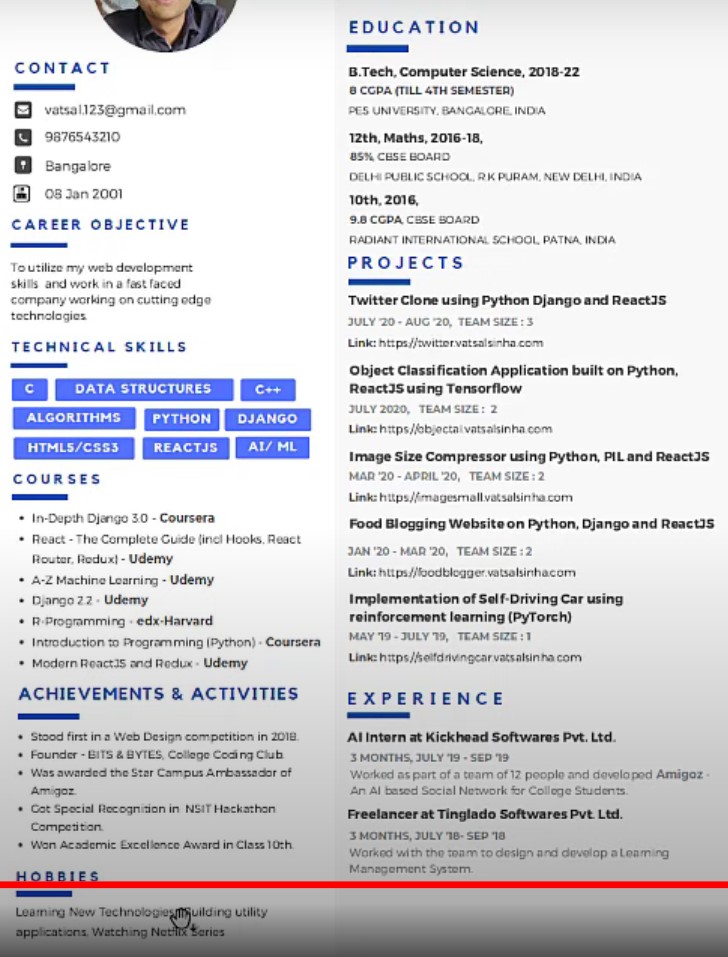 CONTACT
vatsal.123@gmail.com
9876543210
Bangalore
08 Jan 2001
CAREER OBJECTIVE
To utilize my web development
skills and work in a fast faced
company working on cutting edge
technologies.
TECHNICAL SKILLS
C DATA STRUCTURES C++
ALGORITHMS PYTHON DJANGO
HTML5/CSS3 REACTJS AI/ ML
COURSES
• In-Depth Django 3.0 - Coursera
• React - The Complete Guide (incl Hooks, React
Router, Redux) - Udemy
• A-Z Machine Learning - Udemy
• Django 2.2 - Udemy
• R-Programming - edx-Harvard
• Introduction to Programming (Python) - Coursera
• Modern ReactJS and Redux - Udemy
ACHIEVEMENTS & ACTIVITIES
• Stood first in a Web Design competition in 2018.
• Founder - BITS & BYTES, College Coding Club.
• Was awarded the Star Campus Ambassador of
Amigoz.
• Got Special Recognition in NSIT Hackathon
Competition.
• Won Academic Excellence Award in Class 10th.
HOBBIES
Learning New Technologies, Building utility
applications, Watching Netflix Series
EDUCATION
B.Tech, Computer Science, 2018-22
8 CGPA (TILL 4TH SEMESTER)
PES UNIVERSITY, BANGALORE, INDIA
12th, Maths, 2016-18,
85%, CBSE BOARD
DELHI PUBLIC SCHOOL, R.K PURAM, NEW DELHI, INDIA
10th, 2016,
9.8 CGPA, CBSE BOARD
RADIANT INTERNATIONAL SCHOOL, PATNA, INDIA
PROJECTS
Twitter Clone using Python Django and ReactJS
JULY '20 - AUG '20, TEAM SIZE : 3
Link: https://twitter.vatsalsinha.com
Object Classification Application built on Python,
ReactJS using Tensorflow
JULY 2020, TEAM SIZE : 2
Link: https://objectai.vatsalsinha.com
Image Size Compressor using Python, PIL and ReactJS
MAR '20 - APRIL '20, TEAM SIZE : 2
Link: https://imagesmall.vatsalsinha.com
Food Blogging Website on Python, Django and ReactJS
JAN '20 - MAR '20, TEAM SIZE : 2
Link: https://foodblogger.vatsalsinha.com
Implementation of Self-Driving Car using
reinforcement learning (PyTorch)
MAY '19 - JULY '19, TEAM SIZE : 1
Link: https://selfdrivingcar.vatsalsinha.com
EXPERIENCE
AI Intern at Kickhead Softwares Pvt. Ltd.
3 MONTHS, JULY '19 - SEP '19
Worked as part of a team of 12 people and developed Amigoz -
An AI based Social Network for College Students.
Freelancer at Tinglado Softwares Pvt. Ltd.
3 MONTHS, JULY '18- SEP '18
Worked with the team to design and develop a Learning
Management System.